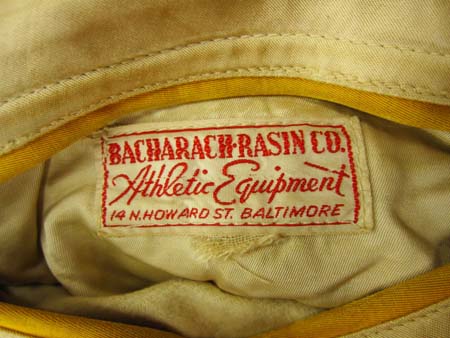 BACHARACH-RASIN CO.
Athletic Equipment
14 N. HOWARD ST. BALTIMORE